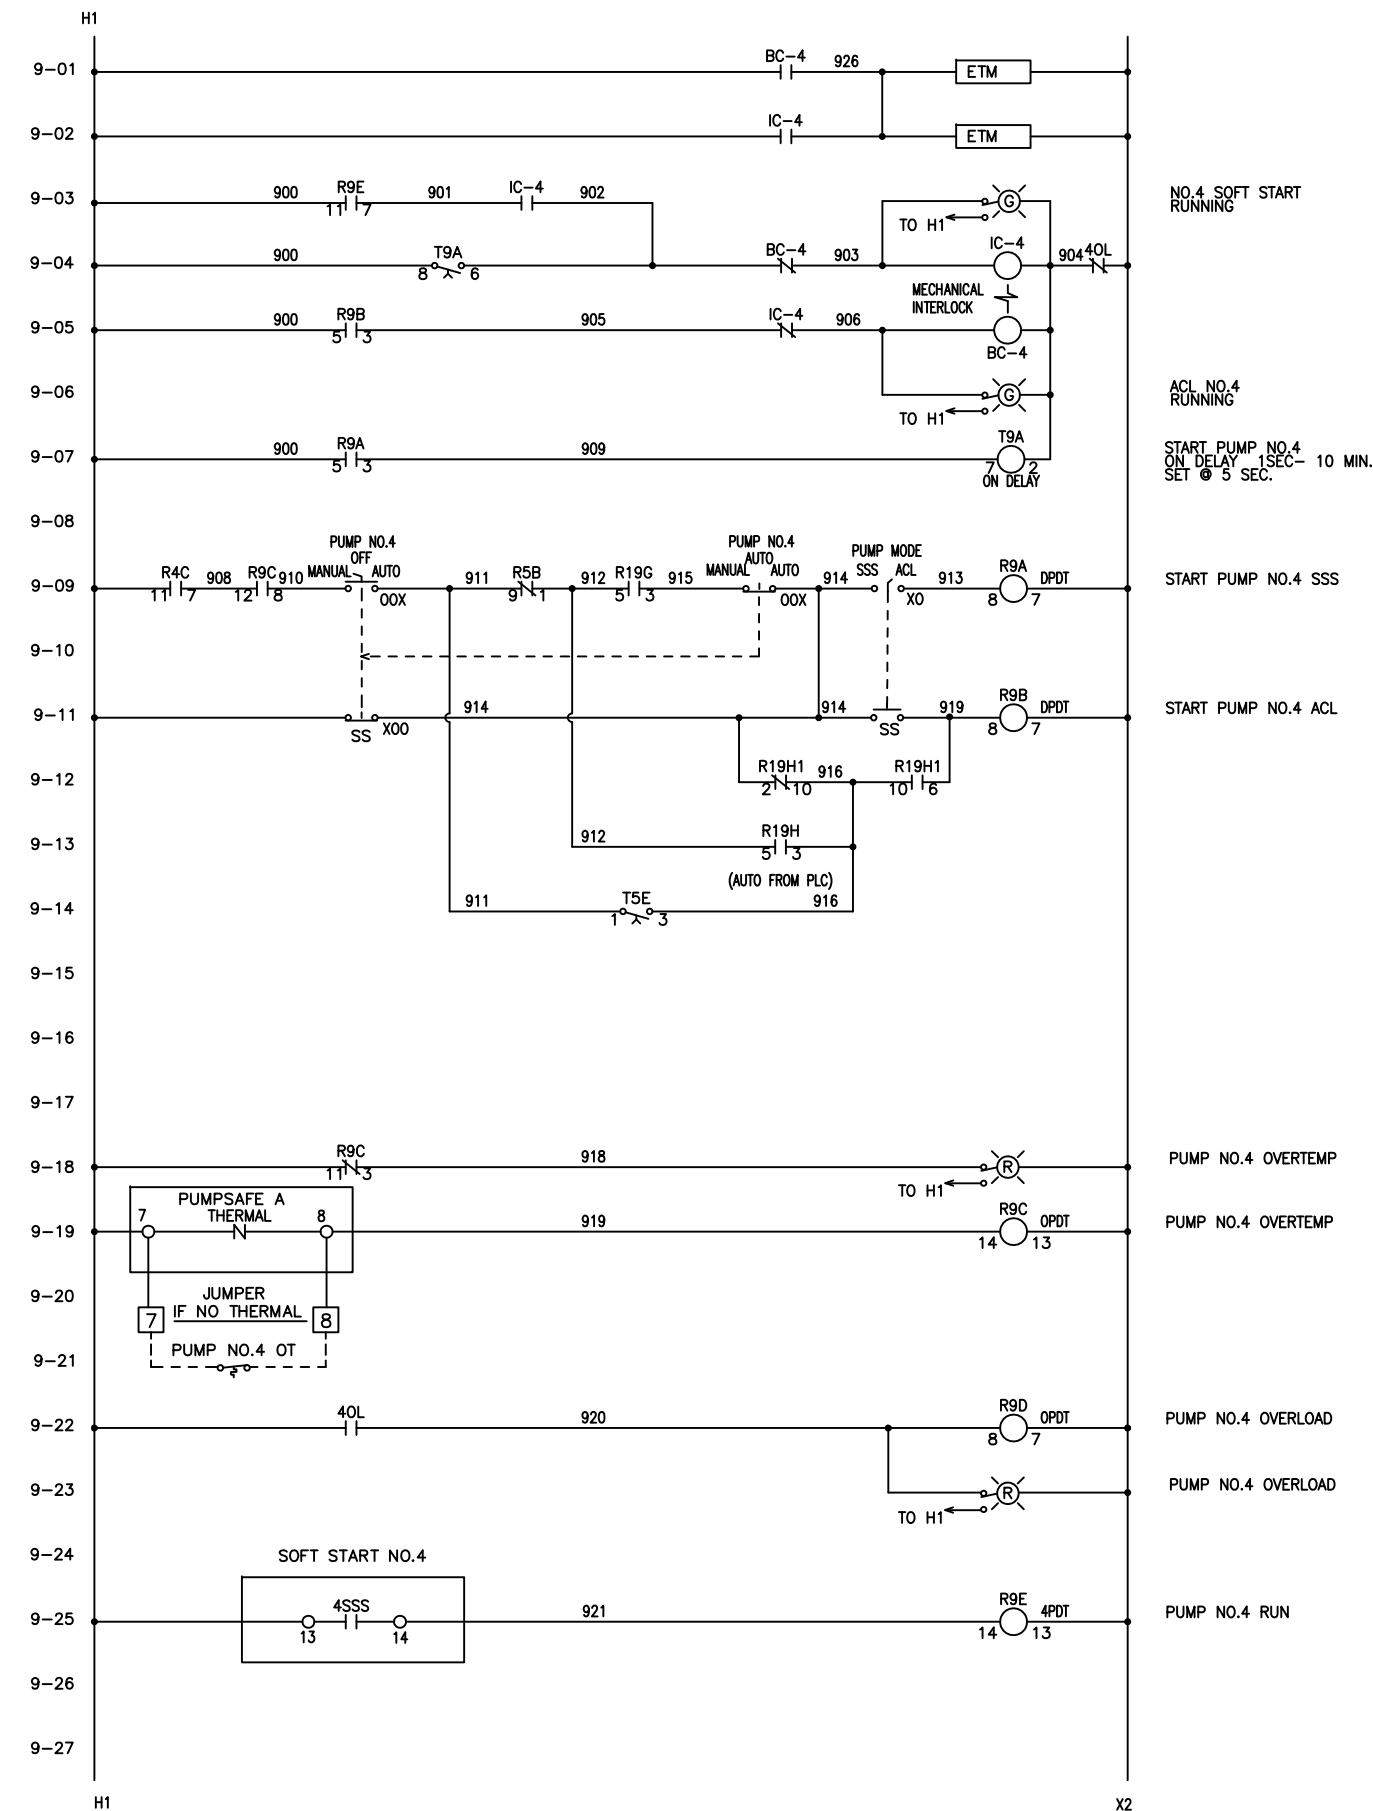 H1
9-01
BC-4
926
ETM
9-02
IC-4
ETM
9-03
900
R9E
11 7
901
IC-4
902
G
TO H1
NO.4 SOFT START
RUNNING
9-04
900
T9A
8 6
BC-4
903
IC-4
904
4OL
MECHANICAL
INTERLOCK
9-05
900
R9B
5 3
905
IC-4
906
BC-4
9-06
G
TO H1
ACL NO.4
RUNNING
9-07
900
R9A
5 3
909
T9A
7 2
ON DELAY
START PUMP NO.4
ON DELAY 1SEC- 10 MIN.
SET @ 5 SEC.
9-08
PUMP NO.4
OFF
MANUAL AUTO
PUMP NO.4
AUTO
MANUAL AUTO
PUMP MODE
SSS ACL
9-09
R4C
11 7
908
R9C
12 8
910
OOX
911
R5B
9 1
912
R19G
5 3
915
OOX
914
XO
913
R9A
8 7
DPDT
START PUMP NO.4 SSS
9-10
9-11
SS
XOO
914
914
SS
919
R9B
8 7
DPDT
START PUMP NO.4 ACL
9-12
R19H1
2 10
916
R19H1
10 6
9-13
912
R19H
5 3
(AUTO FROM PLC)
9-14
911
T5E
1 3
916
9-15
9-16
9-17
9-18
R9C
11 3
918
R
TO H1
PUMP NO.4 OVERTEMP
PUMPSAFE A
THERMAL
9-19
7
8
919
R9C
14 13
OPDT
PUMP NO.4 OVERTEMP
9-20
JUMPER
IF NO THERMAL
7
8
9-21
PUMP NO.4 OT
9-22
4OL
920
R9D
8 7
OPDT
PUMP NO.4 OVERLOAD
9-23
R
TO H1
PUMP NO.4 OVERLOAD
9-24
SOFT START NO.4
9-25
4SSS
13 14
921
R9E
14 13
4PDT
PUMP NO.4 RUN
9-26
9-27
H1
X2